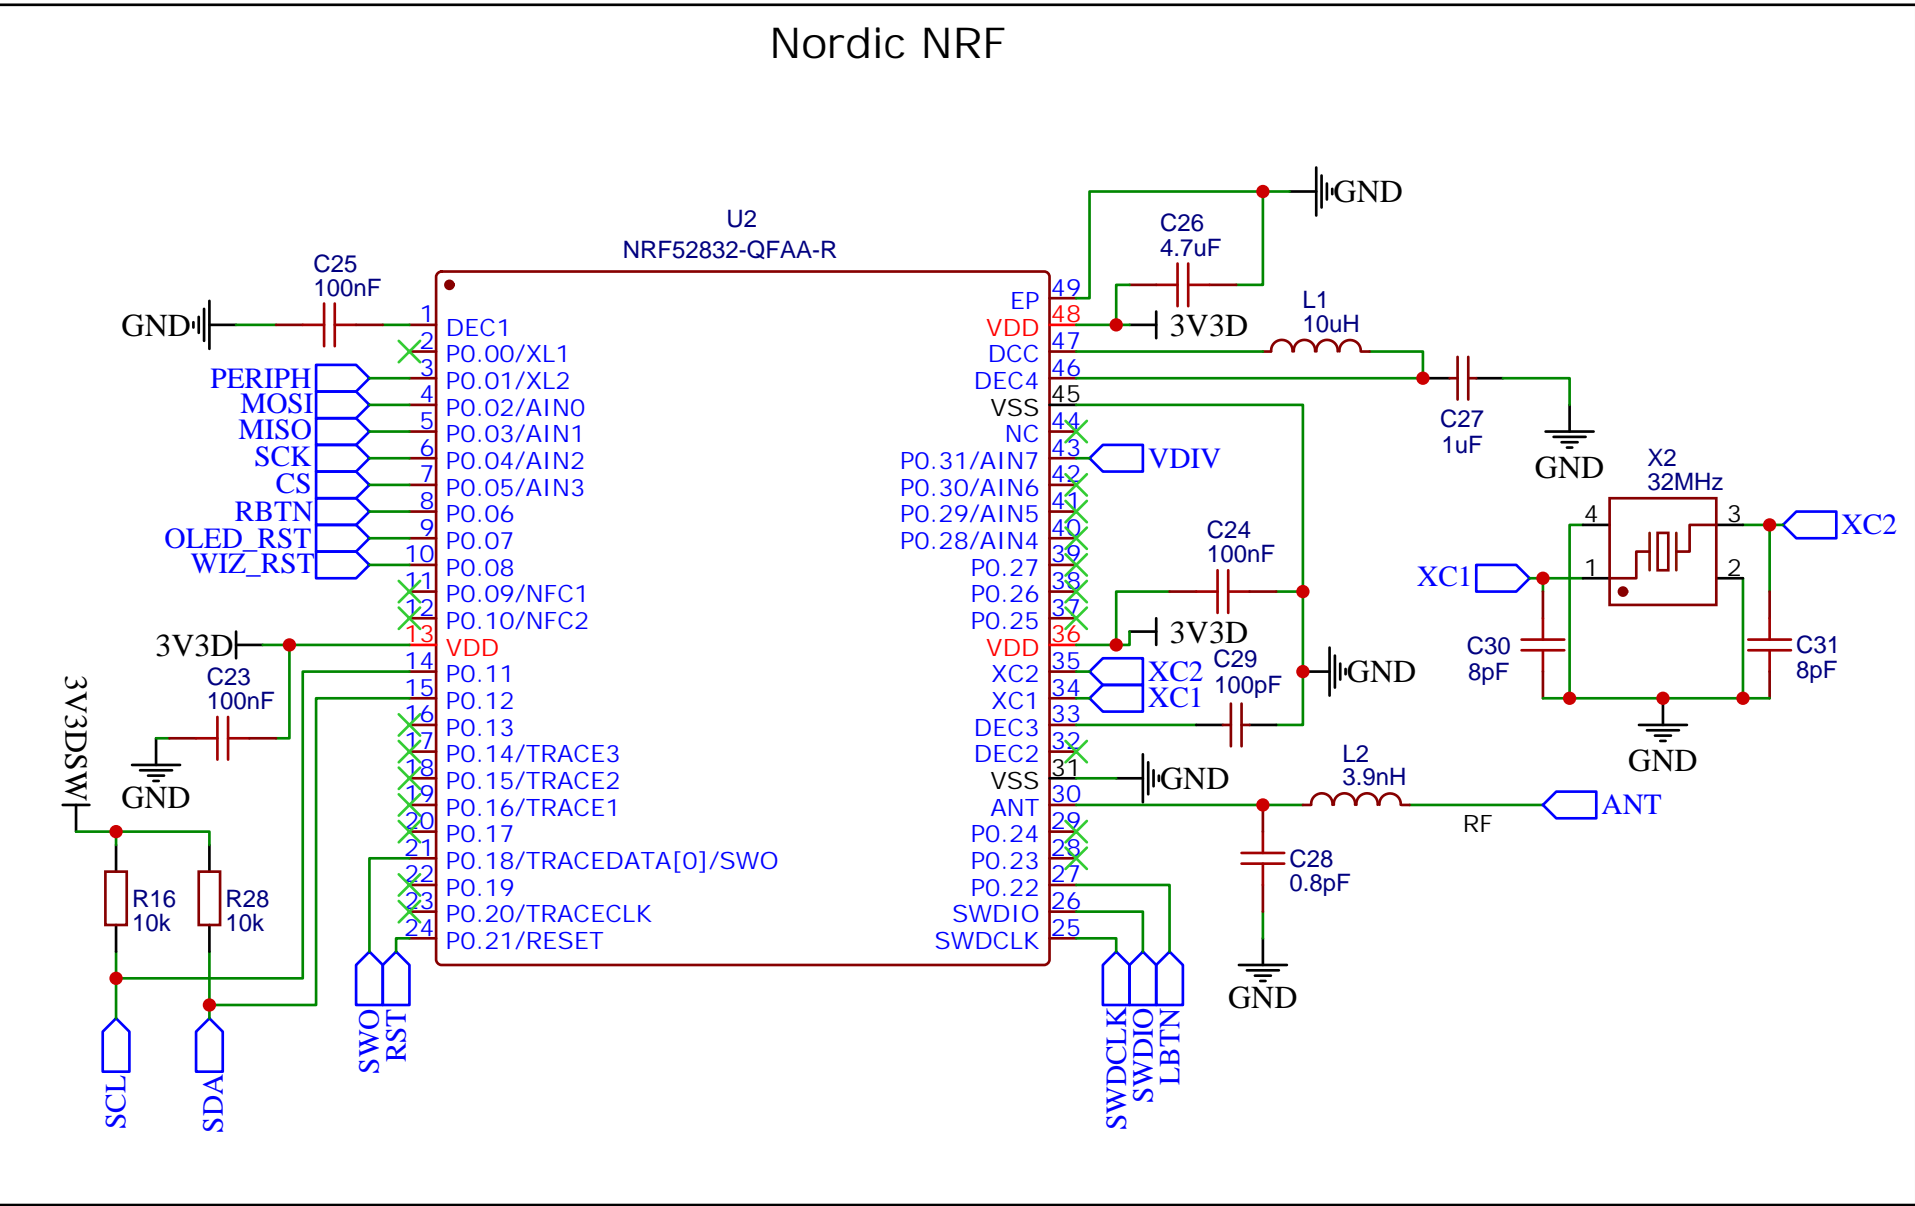 Nordic NRF
U2
NRF52832-QFAA-R
C25
100nF
GND
1 DEC1
2 P0.00/XL1
PERIPH 3 P0.01/XL2
MOSI 4 P0.02/AIN0
MISO 5 P0.03/AIN1
SCK 6 P0.04/AIN2
CS 7 P0.05/AIN3
RBTN 8 P0.06
OLED_RST 9 P0.07
WIZ_RST 10 P0.08
11 P0.09/NFC1
12 P0.10/NFC2
3V3D 13 VDD
14 P0.11
15 P0.12
16 P0.13
17 P0.14/TRACE3
18 P0.15/TRACE2
19 P0.16/TRACE1
20 P0.17
21 P0.18/TRACEDATA[0]/SWO
22 P0.19
23 P0.20/TRACECLK
24 P0.21/RESET
C23
100nF
GND
3V3DSW
R16
10k
R28
10k
SCL
SDA
SWO
RST
EP 49
VDD 48
DCC 47
DEC4 46
VSS 45
NC 44
P0.31/AIN7 43 VDIV
P0.30/AIN6 42
P0.29/AIN5 41
P0.28/AIN4 40
P0.27 39
P0.26 38
P0.25 37
VDD 36
XC2 35 XC2
XC1 34 XC1
DEC3 33
DEC2 32
VSS 31
ANT 30
P0.24 29
P0.23 28
P0.22 27
SWDIO 26
SWDCLK 25
GND
C26
4.7uF
3V3D
L1
10uH
C27
1uF
GND
C24
100nF
3V3D
C29
100pF
GND
GND
L2
3.9nH
RF
ANT
C28
0.8pF
GND
SWDCLK
SWDIO
LBTN
X2
32MHz
4
3
XC2
XC1
1
2
C30
8pF
C31
8pF
GND